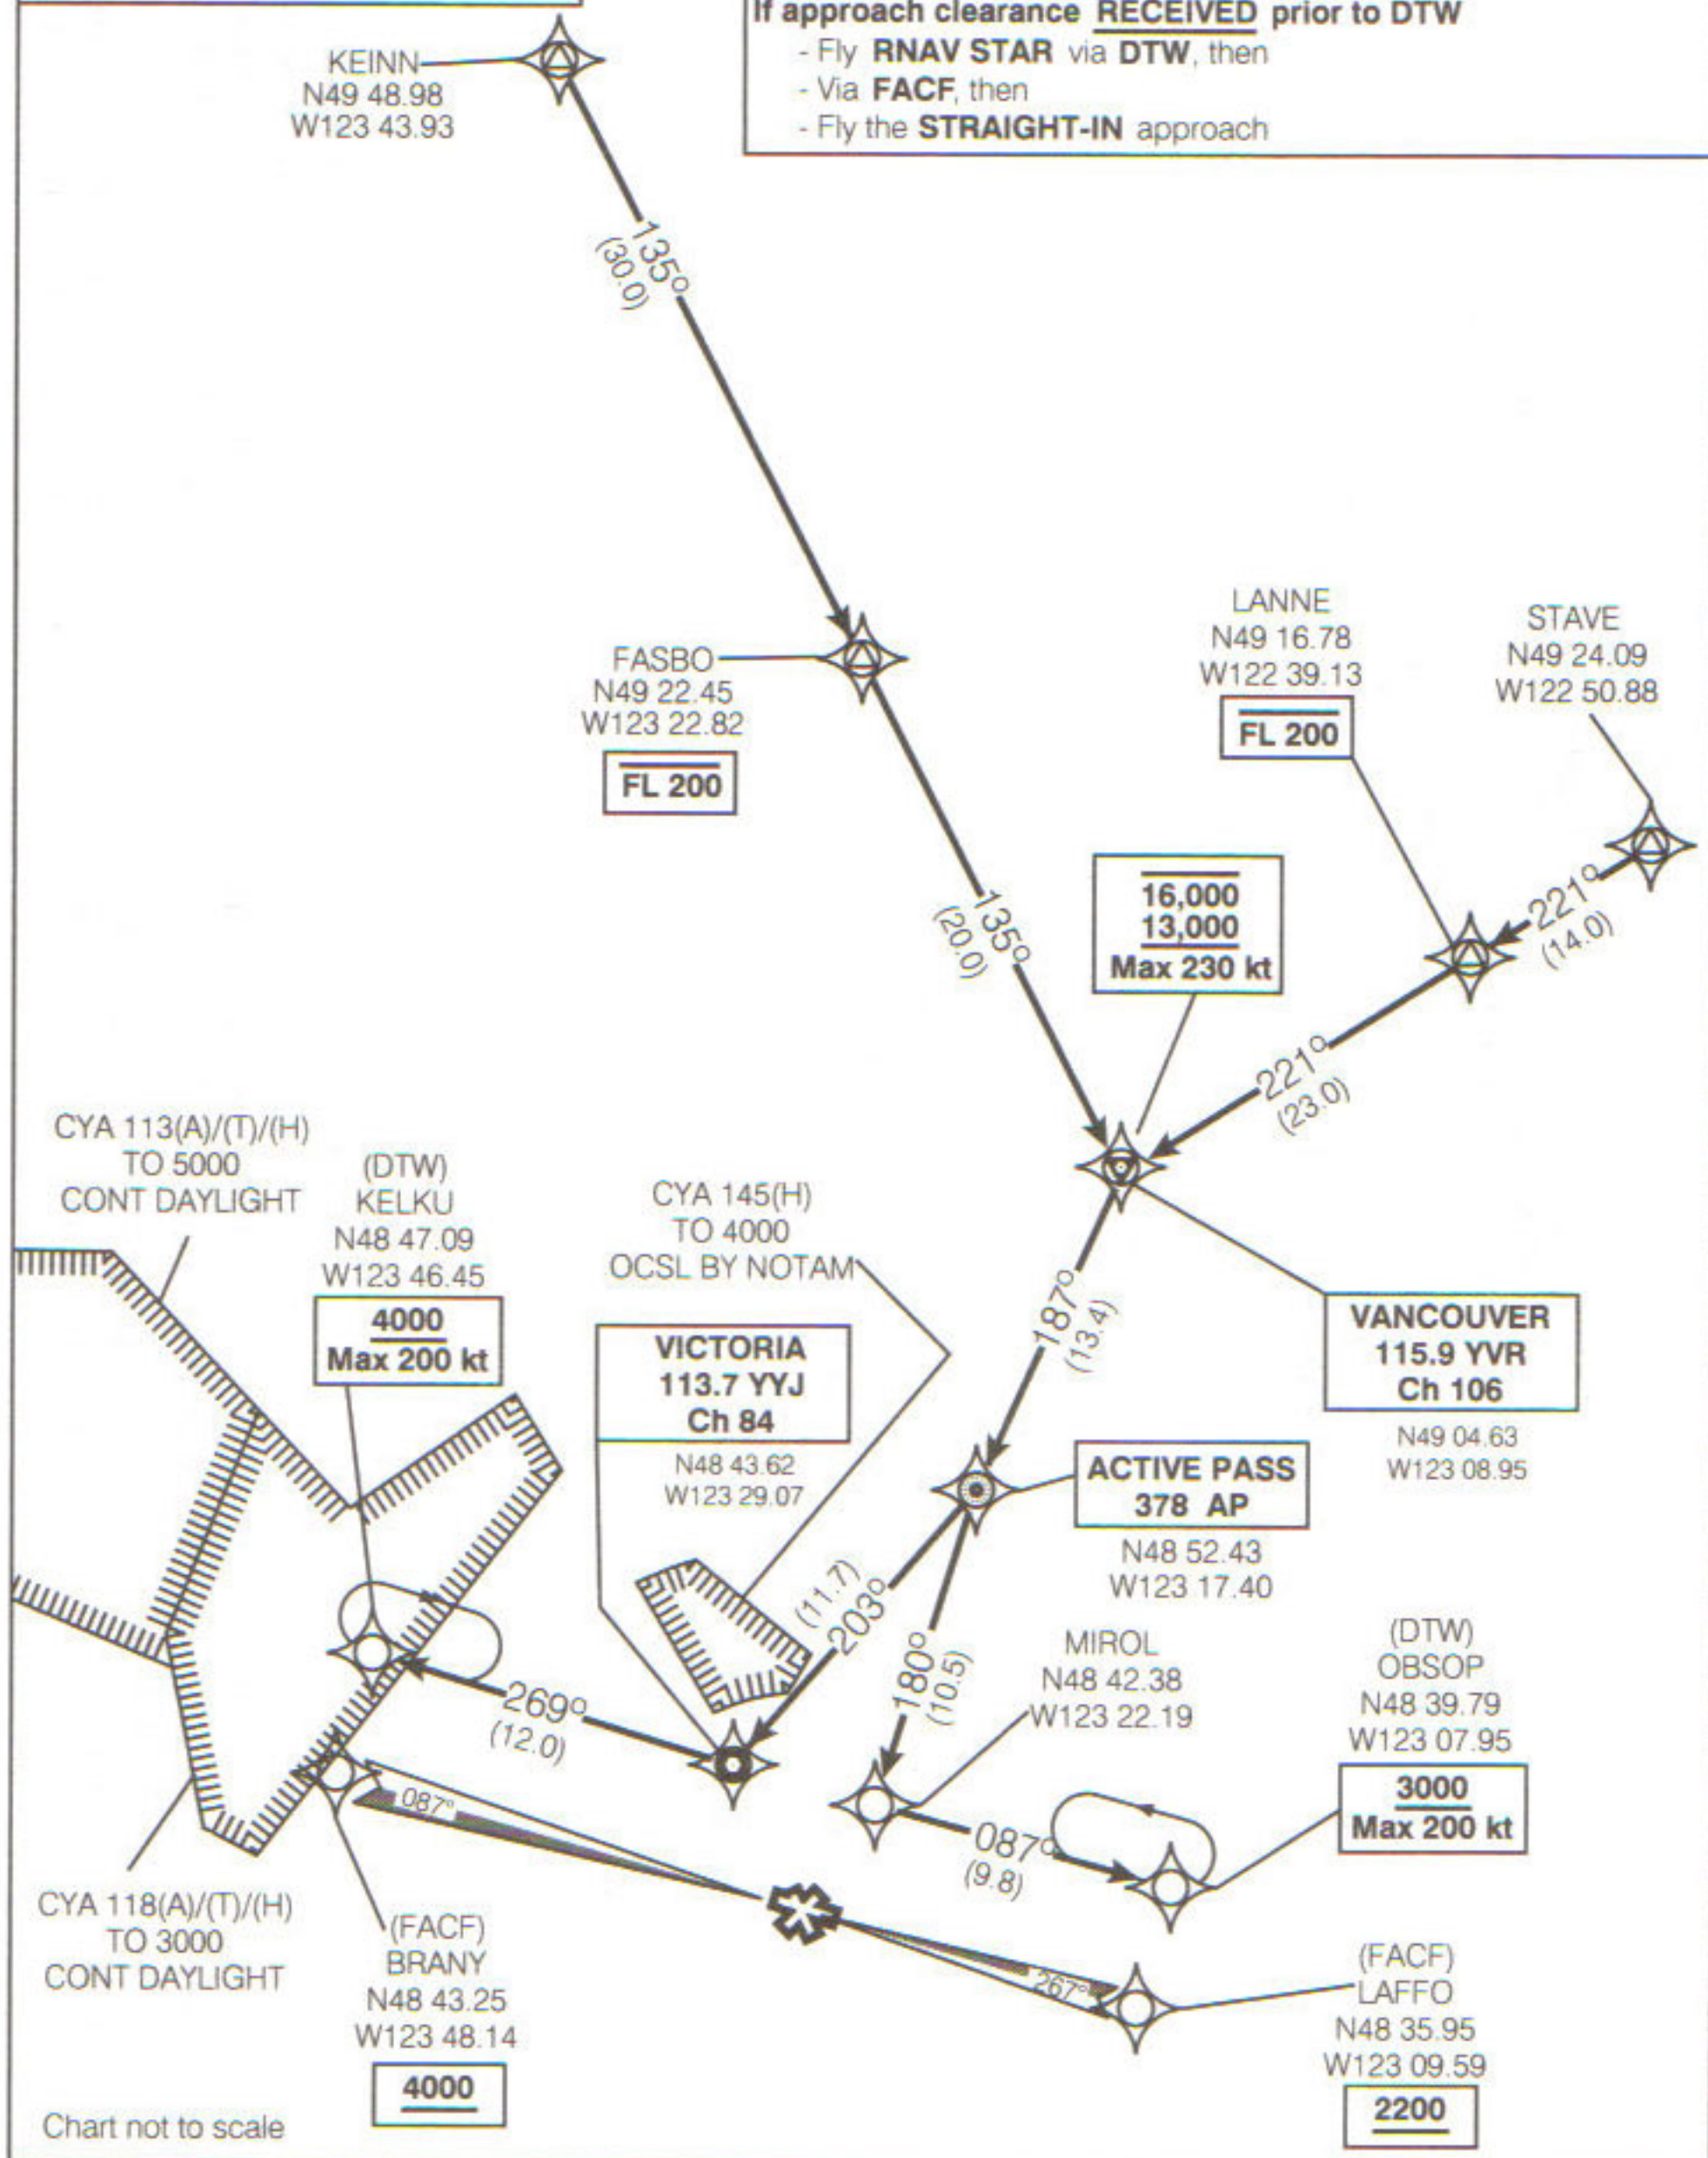 If approach clearance RECEIVED prior to DTW
- Fly RNAV STAR via DTW, then
- Via FACF, then
- Fly the STRAIGHT-IN approach
KEINN
N49 48.98
W123 43.93
135°
(30.0)
FASBO
N49 22.45
W123 22.82
FL 200
LANNE
N49 16.78
W122 39.13
FL 200
STAVE
N49 24.09
W122 50.88
221°
(14.0)
16,000
13,000
Max 230 kt
135°
(20.0)
221°
(23.0)
CYA 113(A)/(T)/(H)
TO 5000
CONT DAYLIGHT
(DTW)
KELKU
N48 47.09
W123 46.45
4000
Max 200 kt
CYA 145(H)
TO 4000
OCSL BY NOTAM
VICTORIA
113.7 YYJ
Ch 84
N48 43.62
W123 29.07
187°
(13.4)
VANCOUVER
115.9 YVR
Ch 106
N49 04.63
W123 08.95
ACTIVE PASS
378 AP
N48 52.43
W123 17.40
(11.7)
203°
180°
(10.5)
MIROL
N48 42.38
W123 22.19
(DTW)
OBSOP
N48 39.79
W123 07.95
3000
Max 200 kt
269°
(12.0)
087°
087°
(9.8)
CYA 118(A)/(T)/(H)
TO 3000
CONT DAYLIGHT
(FACF)
BRANY
N48 43.25
W123 48.14
4000
267°
(FACF)
LAFFO
N48 35.95
W123 09.59
2200
Chart not to scale